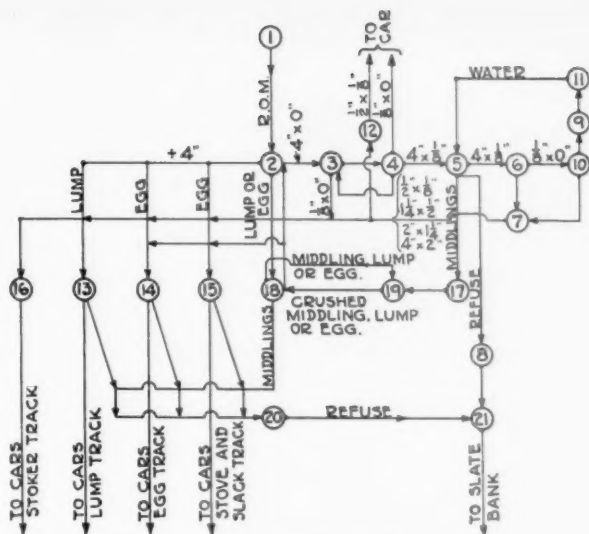 1
R.O.M.
TO CAR
1/2" x 1/8"
1/8" x 0"
12
WATER
11
9
+4"
2
-4" x 0"
3
4
4" x 1/8"
5
4" x 1/8"
6
1/8" x 0"
10
LUMP
EGG
EGG
LUMP OR
EGG
1/8" x 0"
1/2" x 1/8"
1 1/4" x 1/2"
2" x 1 1/4"
4" x 2"
MIDDLINGS
REFUSE
7
16
13
14
15
18
MIDDLING, LUMP
OR EGG.
19
17
CRUSHED
MIDDLING, LUMP
OR EGG.
MIDDLINGS
8
20
REFUSE
21
TO CARS
STOKER TRACK
TO CARS
LUMP TRACK
TO CARS
EGG TRACK
TO CARS
STOVE AND
SLACK TRACK
TO SLATE
BANK